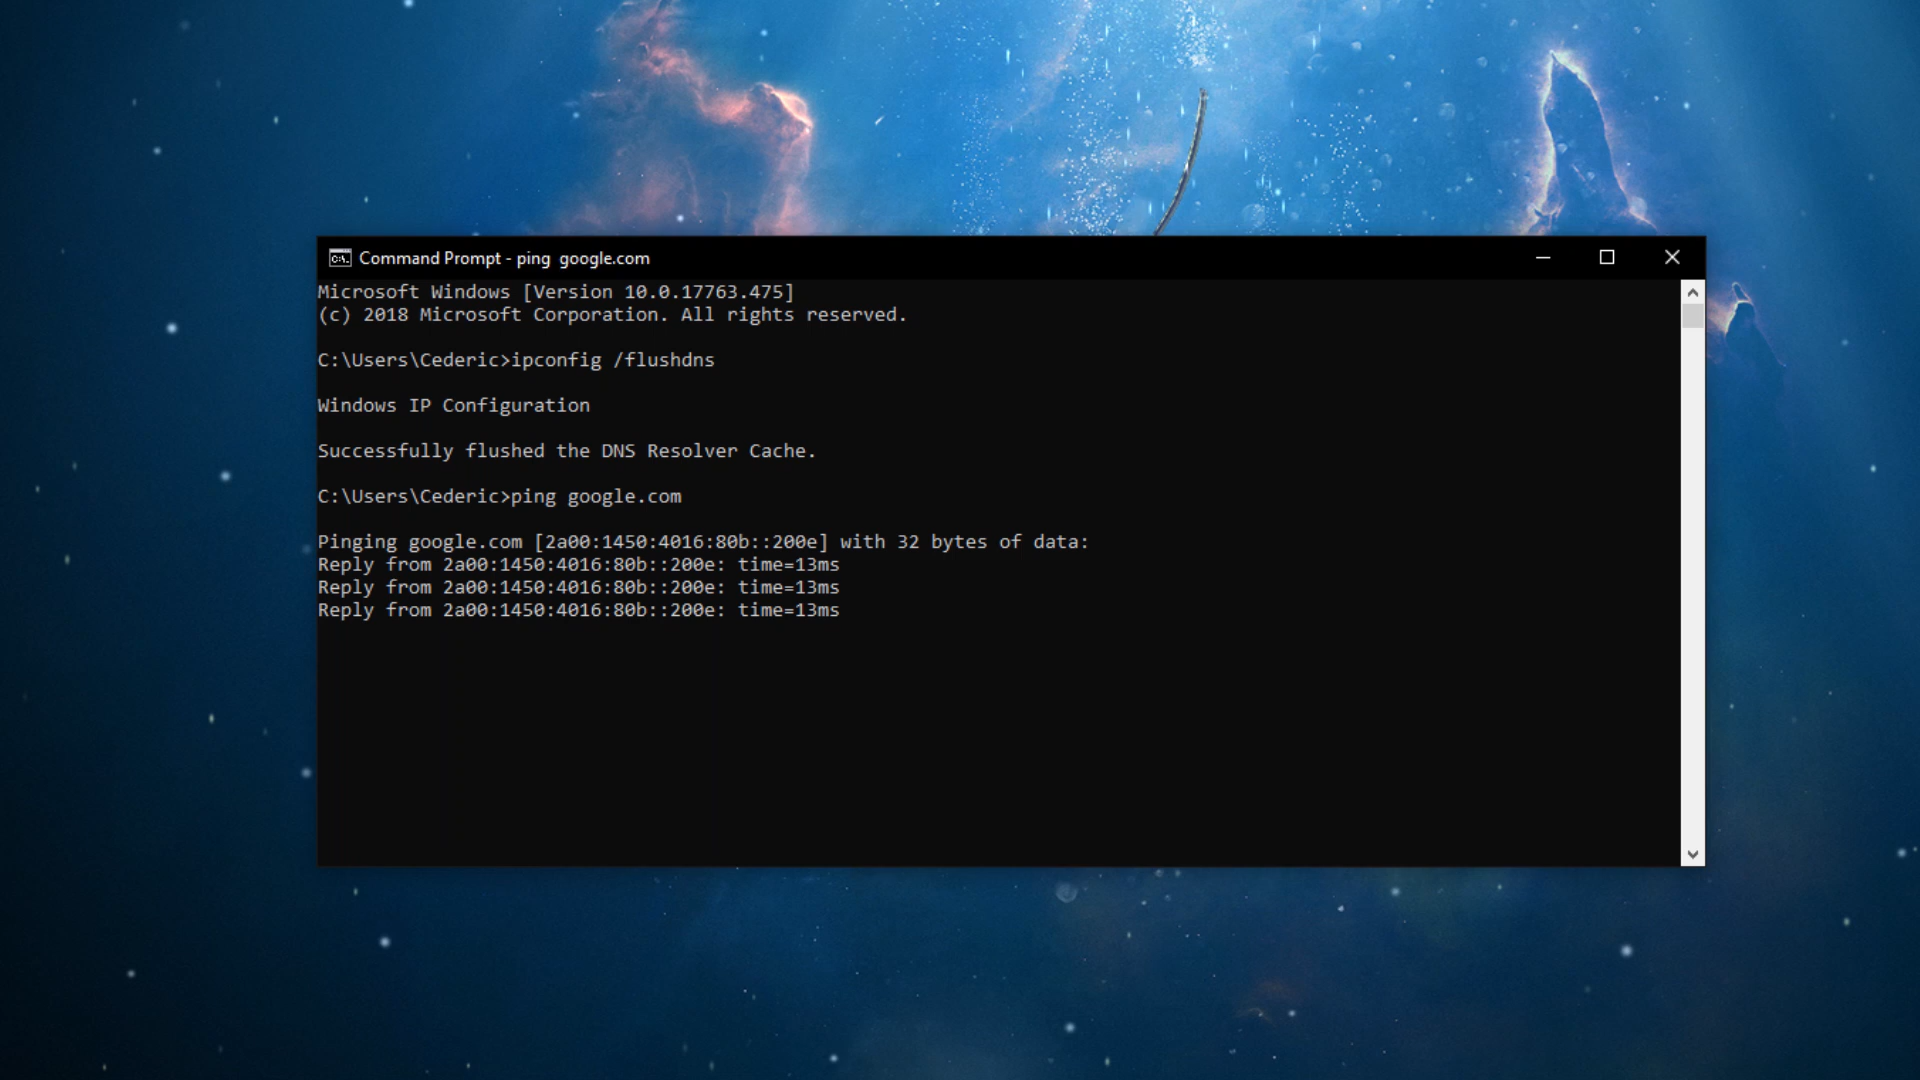 Command Prompt - ping  google.com
Microsoft Windows [Version 10.0.17763.475]
(c) 2018 Microsoft Corporation. All rights reserved.
C:\Users\Cederic>ipconfig /flushdns
Windows IP Configuration
Successfully flushed the DNS Resolver Cache.
C:\Users\Cederic>ping google.com
Pinging google.com [2a00:1450:4016:80b::200e] with 32 bytes of data:
Reply from 2a00:1450:4016:80b::200e: time=13ms
Reply from 2a00:1450:4016:80b::200e: time=13ms
Reply from 2a00:1450:4016:80b::200e: time=13ms